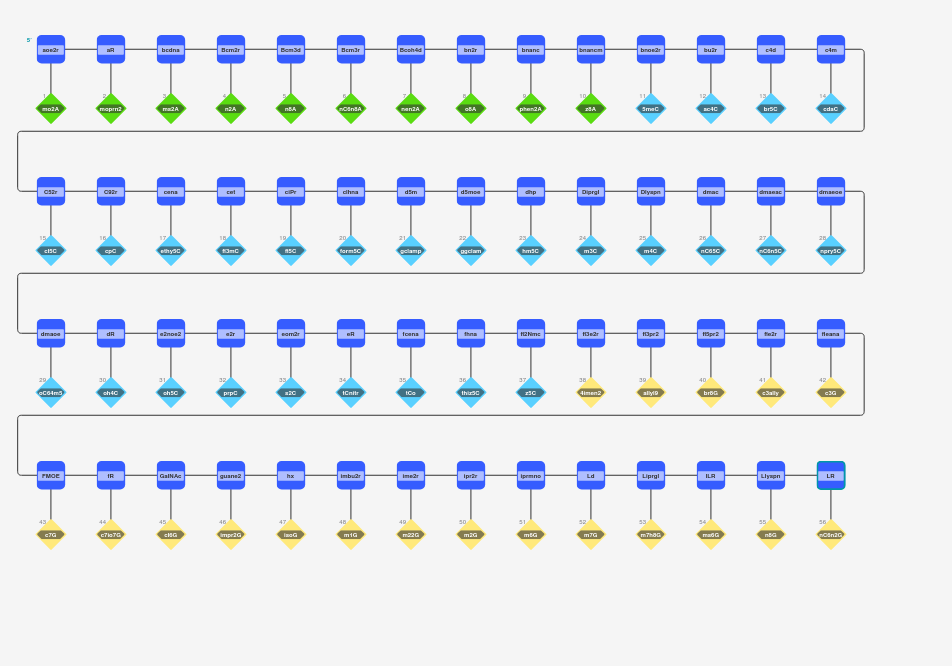 5'
aoe2r aR bcdna Bcm2r Bcm3d Bcm3r Bcoh4d bn2r bnanc bnancm bnoe2r bu2r c4d c4m
1 2 3 4 5 6 7 8 9 10 11 12 13 14
mo2A moprn2 ms2A n2A n8A nC6n8A nen2A o8A phen2A z8A 5meC ac4C br5C cdaC
C52r C92r cena cet ciPr clhna d5m d5moe dhp Diprgl Dlyspn dmac dmaeac dmaeoe
15 16 17 18 19 20 21 22 23 24 25 26 27 28
cl5C cpC ethy5C fl3mC fl5C form5C gclamp ggclam hm5C m3C m4C nC65C nC6n5C npry5C
dmaoe dR e2noe2 e2r eom2r eR fcena fhna fl2Nmc fl3e2r fl3pr2 fl5pr2 fle2r fleana
29 30 31 32 33 34 35 36 37 38 39 40 41 42
oC64m5 oh4C oh5C prpC s2C tCnitr tCo thiz5C z5C 4imen2 allyl9 br8G c3ally c3G
FMOE fR GalNAc guane2 hx imbu2r ime2r ipr2r iprmno Ld Liprgl lLR Llyspn LR
43 44 45 46 47 48 49 50 51 52 53 54 55 56
c7G c7io7G cl6G impr2G isoG m1G m22G m2G m6G m7G m7h8G ms6G n8G nC6n2G